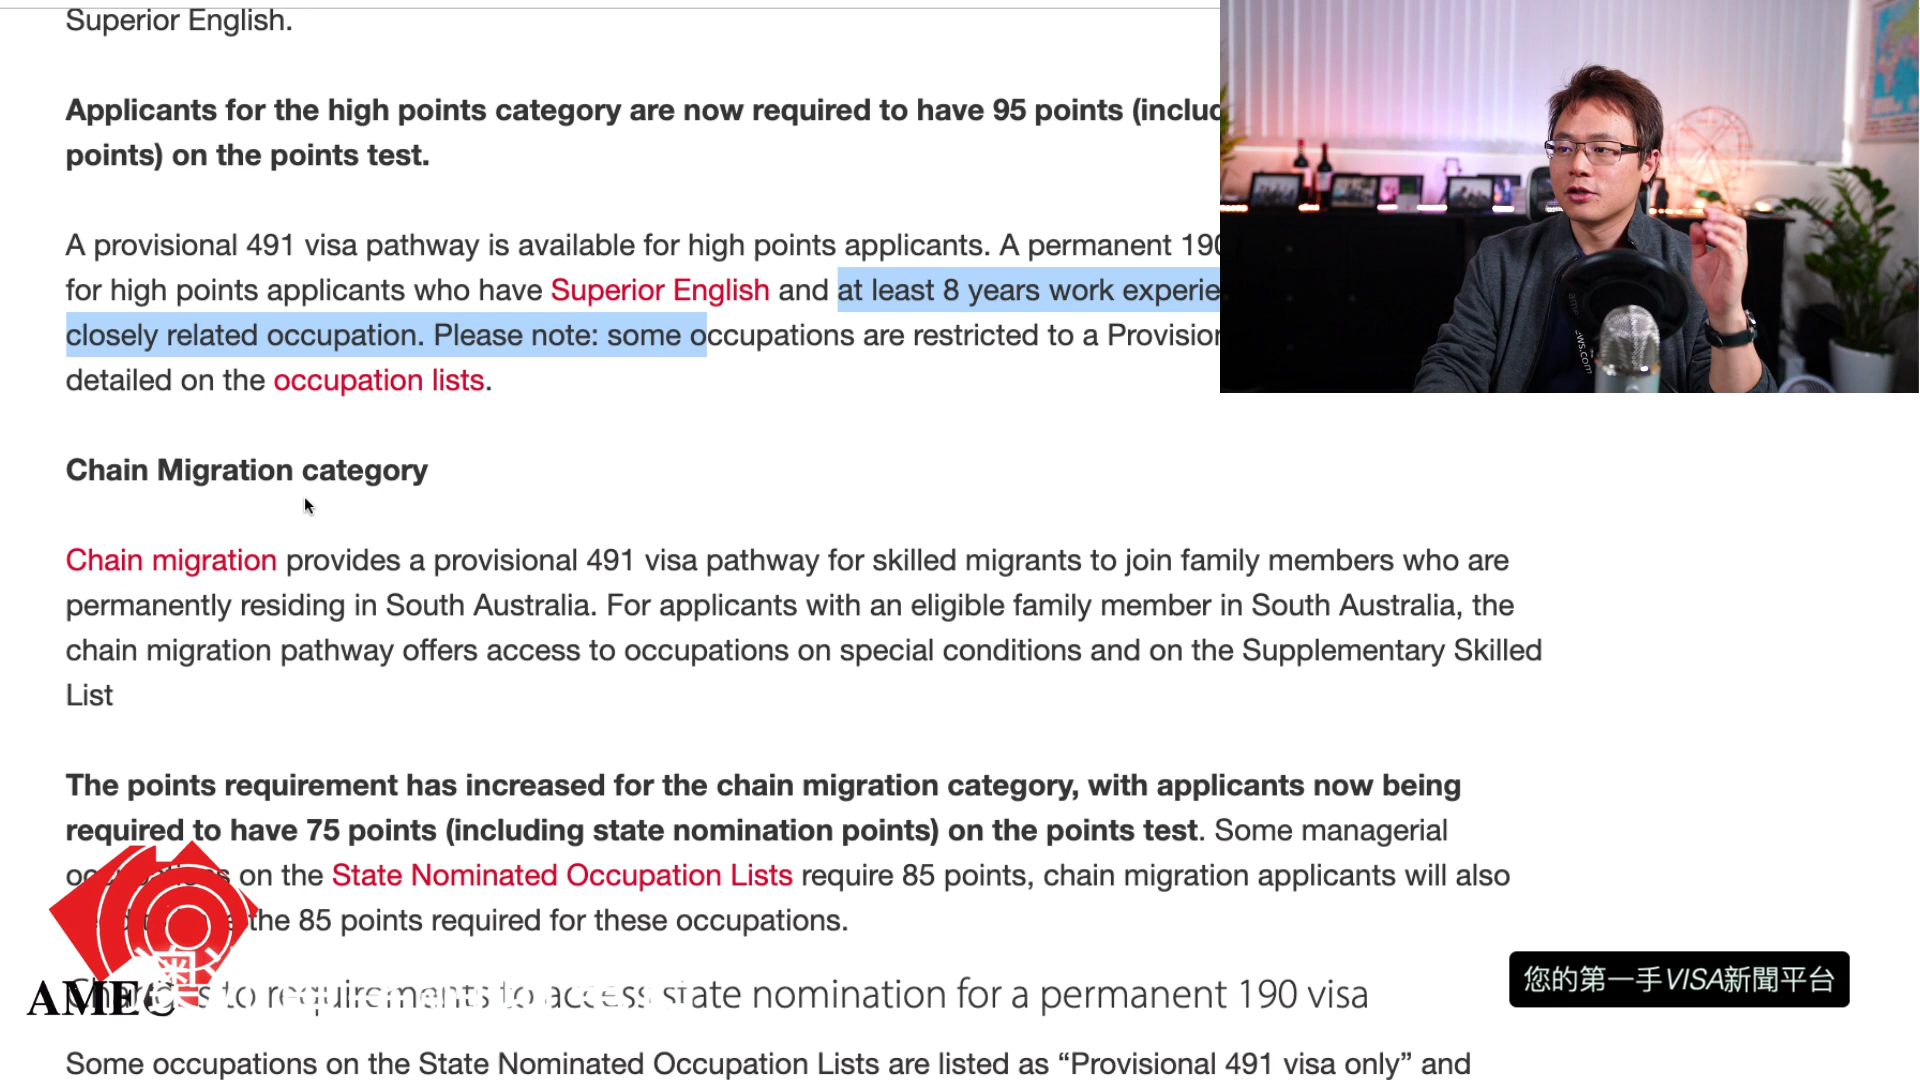 Superior English.
Applicants for the high points category are now required to have 95 points (includ
points) on the points test.
A provisional 491 visa pathway is available for high points applicants. A permanent 190
for high points applicants who have Superior English and at least 8 years work experie
closely related occupation. Please note: some occupations are restricted to a Provision
detailed on the occupation lists.
Chain Migration category
Chain migration provides a provisional 491 visa pathway for skilled migrants to join family members who are
permanently residing in South Australia. For applicants with an eligible family member in South Australia, the
chain migration pathway offers access to occupations on special conditions and on the Supplementary Skilled
List
The points requirement has increased for the chain migration category, with applicants now being
required to have 75 points (including state nomination points) on the points test. Some managerial
on the State Nominated Occupation Lists require 85 points, chain migration applicants will also
the 85 points required for these occupations.
to requirements to access state nomination for a permanent 190 visa
AMEC
您的第一手VISA新聞平台
Some occupations on the State Nominated Occupation Lists are listed as “Provisional 491 visa only” and